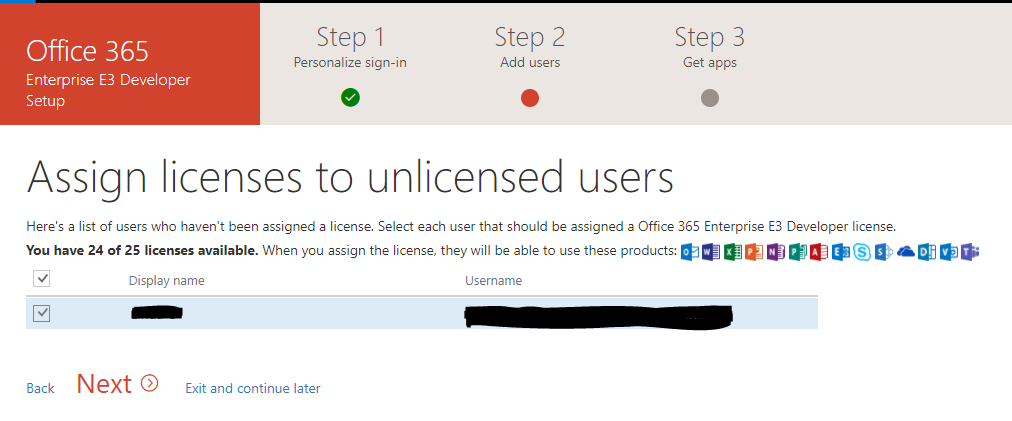 Office 365
Enterprise E3 Developer
Setup
Step 1
Personalize sign-in
Step 2
Add users
Step 3
Get apps
Assign licenses to unlicensed users
Here's a list of users who haven't been assigned a license. Select each user that should be assigned a Office 365 Enterprise E3 Developer license.
You have 24 of 25 licenses available. When you assign the license, they will be able to use these products:
Display name Username
Back Next Exit and continue later